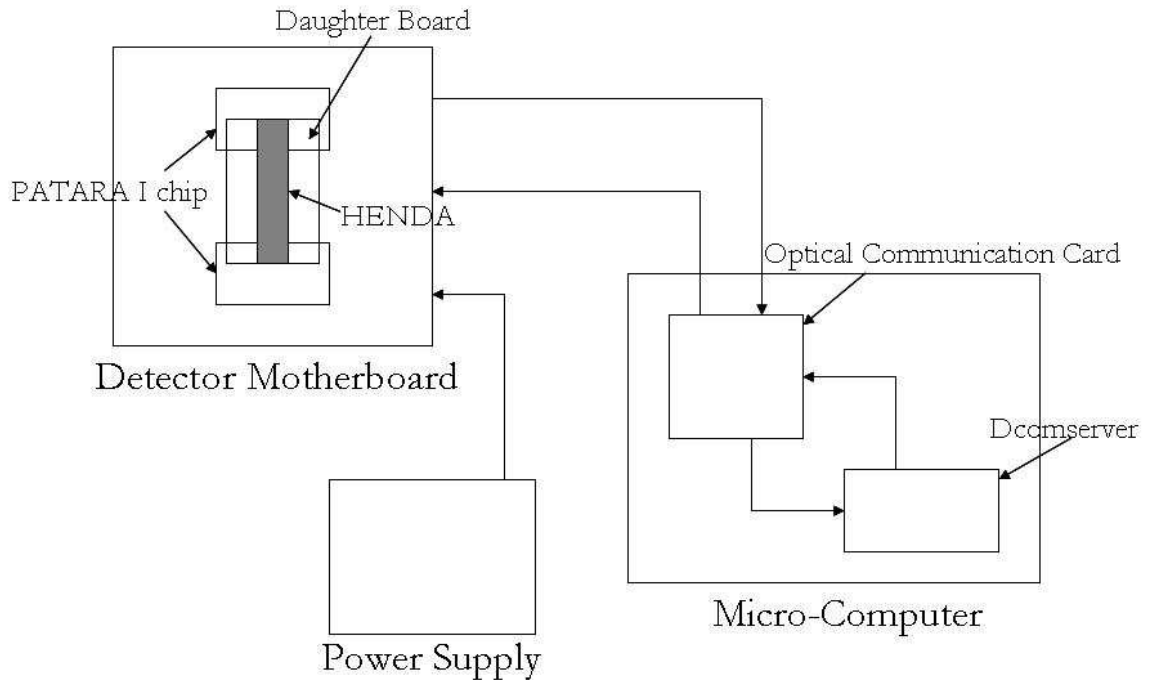 Daughter Board
PATARA I chip
HENDA
Optical Communication Card
Detector Motherboard
Dcomserver
Micro-Computer
Power Supply